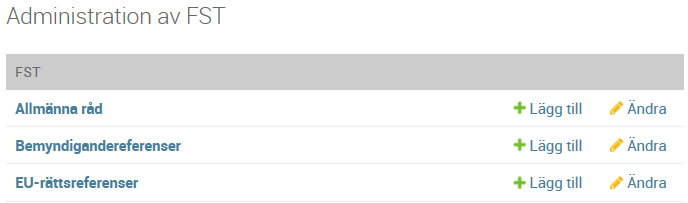 Administration av FST
FST
Allmänna råd Lägg till Ändra
Bemyndigandereferenser Lägg till Ändra
EU-rättsreferenser Lägg till Ändra